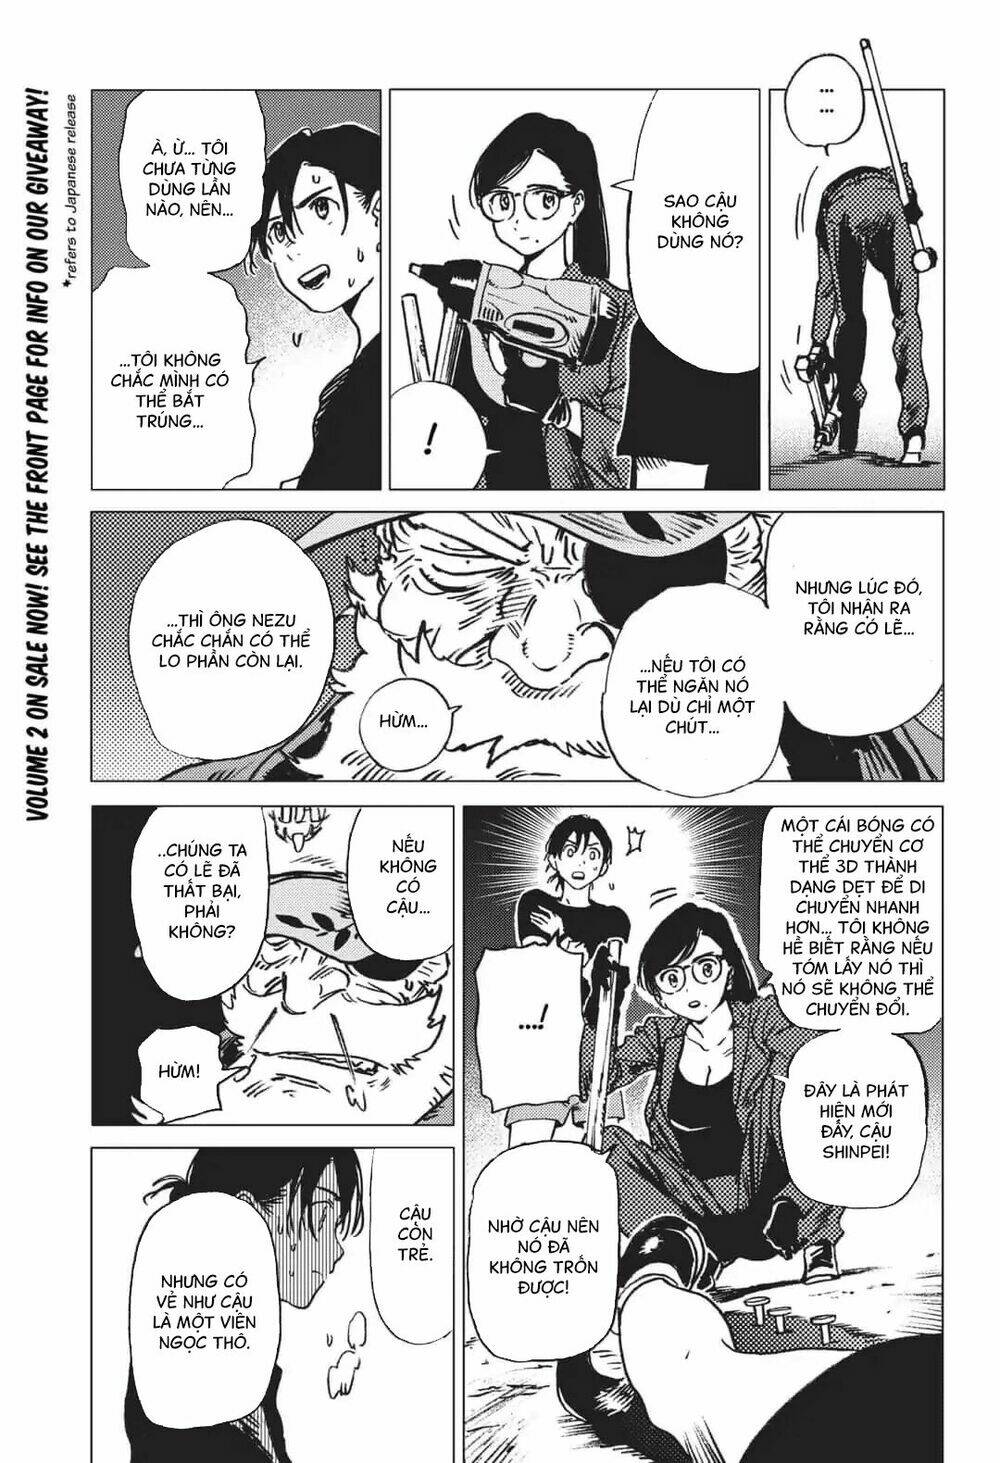 VOLUME 2 ON SALE NOW! SEE THE FRONT PAGE FOR INFO ON OUR GIVEAWAY!
*refers to Japanese release
...
...
SAO CẬU
KHÔNG
DÙNG NÓ?
!
À, Ừ... TÔI
CHƯA TỪNG
DÙNG LẦN
NÀO, NÊN...
...TÔI KHÔNG
CHẮC MÌNH CÓ
THỂ BẮT
TRÚNG...
NHƯNG LÚC ĐÓ,
TÔI NHẬN RA
RẰNG CÓ LẼ...
...NẾU TÔI CÓ
THỂ NGĂN NÓ
LẠI DÙ CHỈ MỘT
CHÚT...
HỪM...
...THÌ ÔNG NEZU
CHẮC CHẮN CÓ THỂ
LO PHẦN CÒN LẠI.
MỘT CÁI BÓNG CÓ
THỂ CHUYỂN CƠ
THỂ 3D THÀNH
DẠNG DẸT ĐỂ DI
CHUYỂN NHANH
HƠN... TÔI KHÔNG
HỀ BIẾT RẰNG NẾU
TÓM LẤY NÓ THÌ
NÓ SẼ KHÔNG THỂ
CHUYỂN ĐỔI.
ĐÂY LÀ PHÁT
HIỆN MỚI
ĐẤY, CẬU
SHINPEI!
....!
NHỜ CẬU NÊN
NÓ ĐÃ
KHÔNG TRỐN
ĐƯỢC!
NẾU
KHÔNG
CÓ
CẬU...
..CHÚNG TA
CÓ LẼ ĐÃ
THẤT BẠI,
PHẢI
KHÔNG?
HỪM!
CẬU
CÒN
TRẺ.
NHƯNG CÓ
VẺ NHƯ CẬU
LÀ MỘT VIÊN
NGỌC THÔ.